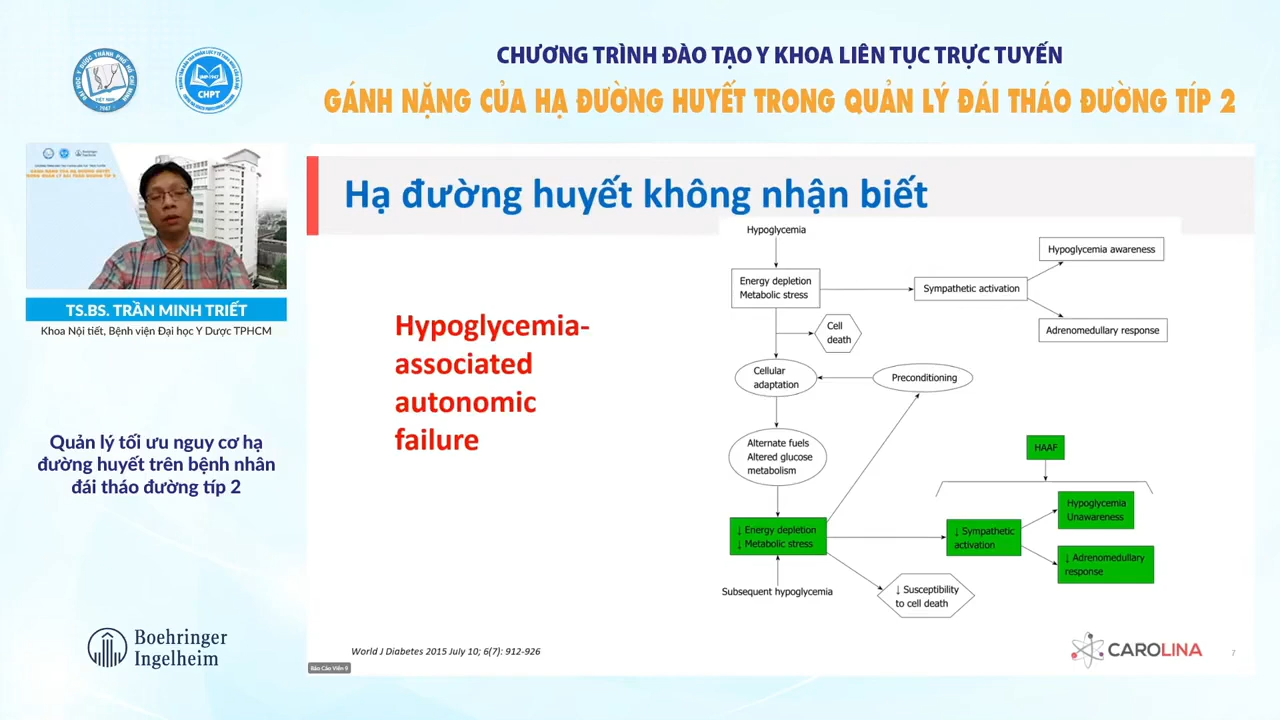 CHƯƠNG TRÌNH ĐÀO TẠO Y KHOA LIÊN TỤC TRỰC TUYẾN
GÁNH NẶNG CỦA HẠ ĐƯỜNG HUYẾT TRONG QUẢN LÝ ĐÁI THÁO ĐƯỜNG TÍP 2
CHPT
TS.BS. TRẦN MINH TRIẾT
Khoa Nội tiết, Bệnh viện Đại học Y Dược TPHCM
Quản lý tối ưu nguy cơ hạ
đường huyết trên bệnh nhân
đái tháo đường típ 2
Boehringer
Ingelheim
Hạ đường huyết không nhận biết
Hypoglycemia-
associated
autonomic
failure
Hypoglycemia
Energy depletion
Metabolic stress
Sympathetic activation
Hypoglycemia awareness
Adrenomedullary response
Cell
death
Cellular
adaptation
Preconditioning
Alternate fuels
Altered glucose
metabolism
HAAF
↓ Energy depletion
↓ Metabolic stress
↓ Sympathetic
activation
Hypoglycemia
Unawareness
↓ Adrenomedullary
response
Subsequent hypoglycemia
↓ Susceptibility
to cell death
World J Diabetes 2015 July 10; 6(7): 912-926
Báo Cáo Viên 9
CAROLINA
7